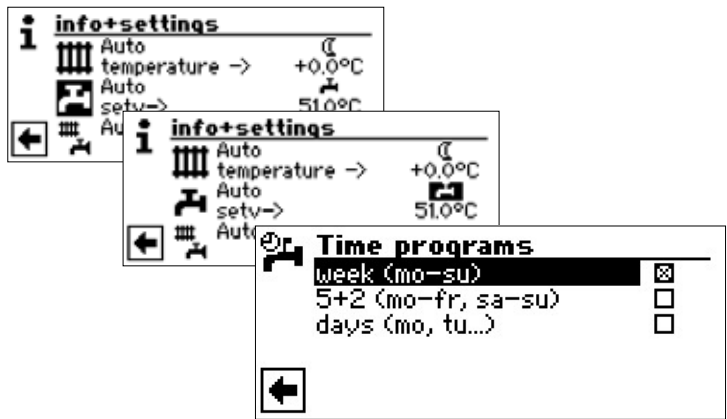 info+settings
Auto
temperature -> +0.0°C
Auto
setv-> 51.0°C
Au
info+settings
Auto
temperature -> +0.0°C
Auto
setv-> 51.0°C
Auto
Time programs
week (mo-su)
5+2 (mo-fr, sa-su)
days (mo, tu...)